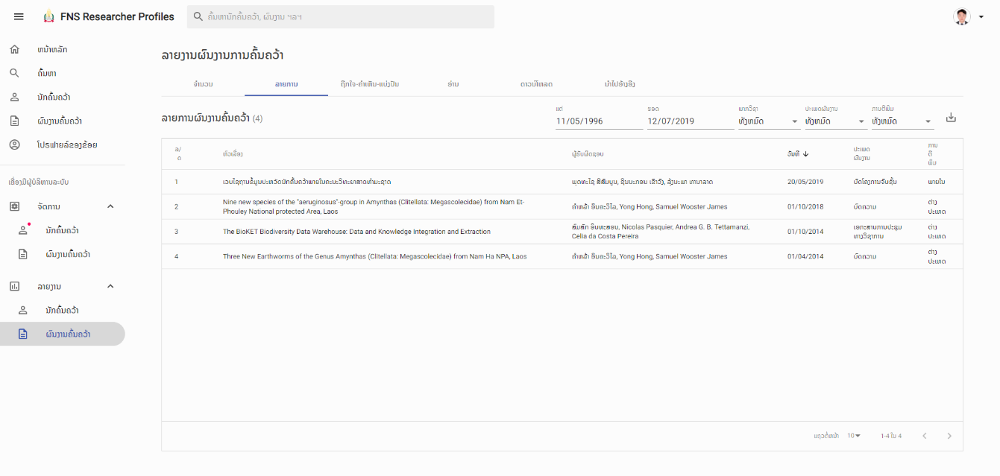 FNS Researcher Profiles
ຄົ້ນຫານັກຄົ້ນຄວ້າ, ຜົນງານ ຯລຯ
ໜ້າຫລັກ
ຄົ້ນຫາ
ນັກຄົ້ນຄວ້າ
ຜົນງານຄົ້ນຄວ້າ
ໂປຣຟາຍລ໌ຂອງຂ້ອຍ
ເຄື່ອງມືຜູ້ບໍລິຫານລະບົບ
ຈັດການ
ນັກຄົ້ນຄວ້າ
ຜົນງານຄົ້ນຄວ້າ
ລາຍງານ
ນັກຄົ້ນຄວ້າ
ຜົນງານຄົ້ນຄວ້າ
ລາຍງານຜົນງານການຄົ້ນຄວ້າ
ຈຳນວນ ລາຍການ ຖືກໃຈ-ຄຳເຫັນ-ແບ່ງປັນ ອ່ານ ດາວນ໌ໂຫລດ ນຳໄປອ້າງອີງ
ລາຍການຜົນງານຄົ້ນຄວ້າ (4)
ແຕ່ ຮອດ ພາກວິຊາ ປະເພດຜົນງານ ການຕີພິມ
11/05/1996 12/07/2019 ທັງຫມົດ ທັງຫມົດ ທັງຫມົດ
ລ/
ດ
ຫົວເລື່ອງ
ຜູ້ຮັບຜິດຊອບ
ວັນທີ
ປະເພດ
ຜົນງານ
ການ
ຕີ
ພິມ
1 ເວບໄຊຖານຂໍ້ມູນປະຫວັດນັກຄົ້ນຄວ້າພາຍໃນຄະນະວິທະຍາສາດທຳມະຊາດ ພຸດທະໄຊ ສີສົມບູນ, ຊິນນະກອນ ເຂົາວົງ, ສັງນະພາ ທານາລາດ 20/05/2019 ບົດໂຄງການຈົບຊັ້ນ ພາຍໃນ
2 Nine new species of the "aeruginosus"-group in Amynthas (Clitellata: Megascolecidae) from Nam Et-
Phouley National protected Area, Laos
ຄຳຫລ້າ ອິນຄະວິໄລ, Yong Hong, Samuel Wooster James 01/10/2018 ບົດຄວາມ
ຕ່າງ
ປະເທດ
3 The BioKET Biodiversity Data Warehouse: Data and Knowledge Integration and Extraction
ສົມສັກ ອິນທະສອນ, Nicolas Pasquier, Andrea G. B. Tettamanzi,
Celia da Costa Pereira
01/10/2014
ເອກະສານການປະຊຸມ
ທາງວິຊາການ
ຕ່າງ
ປະເທດ
4 Three New Earthworms of the Genus Amynthas (Clitellata: Megascolecidae) from Nam Ha NPA, Laos ຄຳຫລ້າ ອິນຄະວິໄລ, Yong Hong, Samuel Wooster James 01/04/2014 ບົດຄວາມ
ຕ່າງ
ປະເທດ
ແຖວຕໍ່ຫນ້າ 10 1-4 ໃນ 4